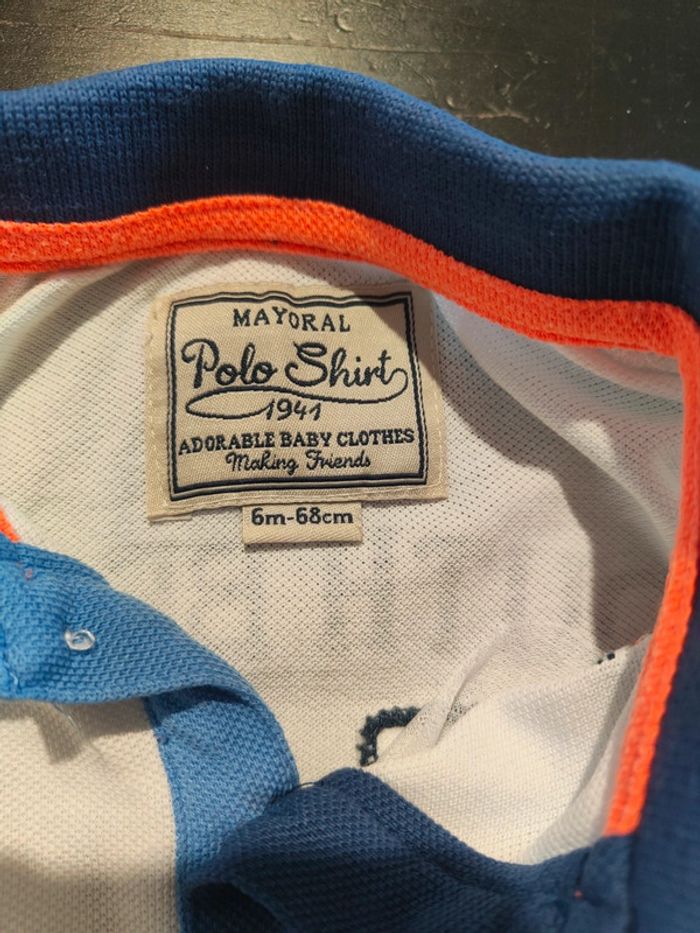 MAYORAL
Polo Shirt
1941
ADORABLE BABY CLOTHES
Making Friends
6m-68cm